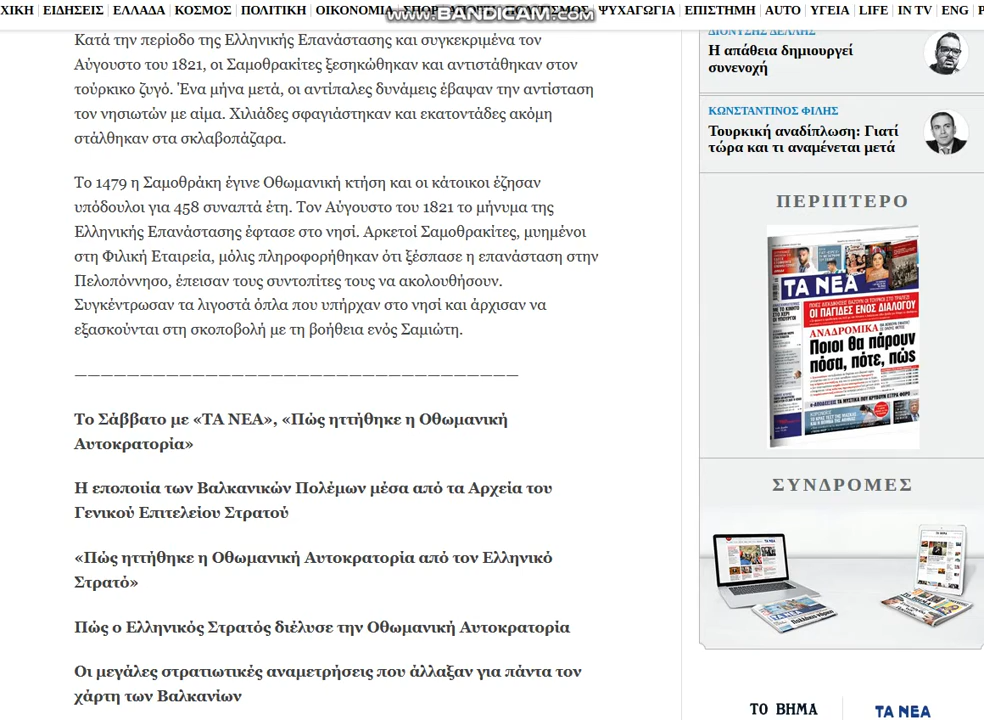 ΧΙΚΗ ΕΙΔΗΣΕΙΣ ΕΛΛΑΔΑ ΚΟΣΜΟΣ ΠΟΛΙΤΙΚΗ ΟΙΚΟΝΟΜΙΑ ΨΥΧΑΓΩΓΙΑ ΕΠΙΣΤΗΜΗ AUTO ΥΓΕΙΑ LIFE IN TV ENG
www.BANDICAM.com
Κατά την περίοδο της Ελληνικής Επανάστασης και συγκεκριμένα τον
Αύγουστο του 1821, οι Σαμοθρακίτες ξεσηκώθηκαν και αντιστάθηκαν στον
τούρκικο ζυγό. Ένα μήνα μετά, οι αντίπαλες δυνάμεις έβαψαν την αντίσταση
τον νησιωτών με αίμα. Χιλιάδες σφαγιάστηκαν και εκατοντάδες ακόμη
στάλθηκαν στα σκλαβοπάζαρα.
Το 1479 η Σαμοθράκη έγινε Οθωμανική κτήση και οι κάτοικοι έζησαν
υπόδουλοι για 458 συναπτά έτη. Τον Αύγουστο του 1821 το μήνυμα της
Ελληνικής Επανάστασης έφτασε στο νησί. Αρκετοί Σαμοθρακίτες, μυημένοι
στη Φιλική Εταιρεία, μόλις πληροφορήθηκαν ότι ξέσπασε η επανάσταση στην
Πελοπόννησο, έπεισαν τους συντοπίτες τους να ακολουθήσουν.
Συγκέντρωσαν τα λιγοστά όπλα που υπήρχαν στο νησί και άρχισαν να
εξασκούνται στη σκοποβολή με τη βοήθεια ενός Σαμιώτη.
——————————————————————————————————
Το Σάββατο με «ΤΑ ΝΕΑ», «Πώς ηττήθηκε η Οθωμανική
Αυτοκρατορία»
Η εποποιία των Βαλκανικών Πολέμων μέσα από τα Αρχεία του
Γενικού Επιτελείου Στρατού
«Πώς ηττήθηκε η Οθωμανική Αυτοκρατορία από τον Ελληνικό
Στρατό»
Πώς ο Ελληνικός Στρατός διέλυσε την Οθωμανική Αυτοκρατορία
Οι μεγάλες στρατιωτικές αναμετρήσεις που άλλαξαν για πάντα τον
χάρτη των Βαλκανίων
ΔΙΟΝΥΣΗΣ ΔΕΛΛΗΣ
Η απάθεια δημιουργεί
συνενοχή
ΚΩΝΣΤΑΝΤΙΝΟΣ ΦΙΛΗΣ
Τουρκική αναδίπλωση: Γιατί
τώρα και τι αναμένεται μετά
ΠΕΡΙΠΤΕΡΟ
ΤΑ ΝΕΑ
ΟΙ ΠΑΓΙΔΕΣ ΕΝΟΣ ΔΙΑΛΟΓΟΥ
ΑΝΑΔΡΟΜΙΚΑ
Ποιοι θα πάρουν
πόσα, πότε, πώς
ΣΥΝΔΡΟΜΕΣ
ΤΟ ΒΗΜΑ
ΤΑ ΝΕΑ